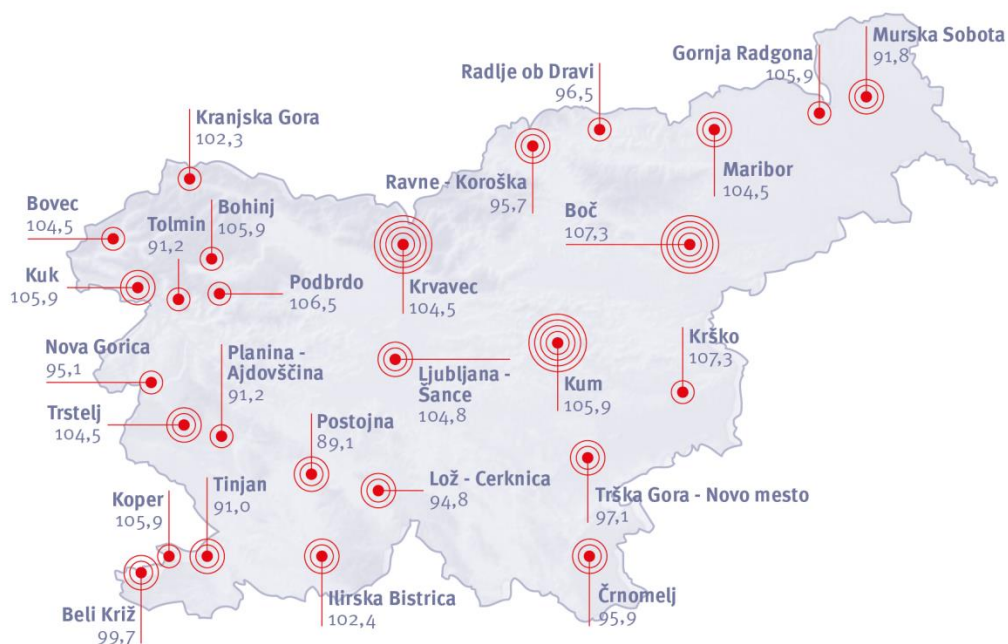 Murska Sobota
91,8
Gornja Radgona
105,9
Radlje ob Dravi
96,5
Kranjska Gora
102,3
Maribor
104,5
Ravne - Koroška
95,7
Bovec
104,5
Tolmin
91,2
Bohinj
105,9
Boč
107,3
Kuk
105,9
Podbrdo
106,5
Krvavec
104,5
Krško
107,3
Nova Gorica
95,1
Planina -
Ajdovščina
91,2
Ljubljana -
Šance
104,8
Kum
105,9
Trstelj
104,5
Postojna
89,1
Lož - Cerknica
94,8
Trška Gora - Novo mesto
97,1
Koper
105,9
Tinjan
91,0
Beli Križ
99,7
Ilirska Bistrica
102,4
Črnomelj
95,9